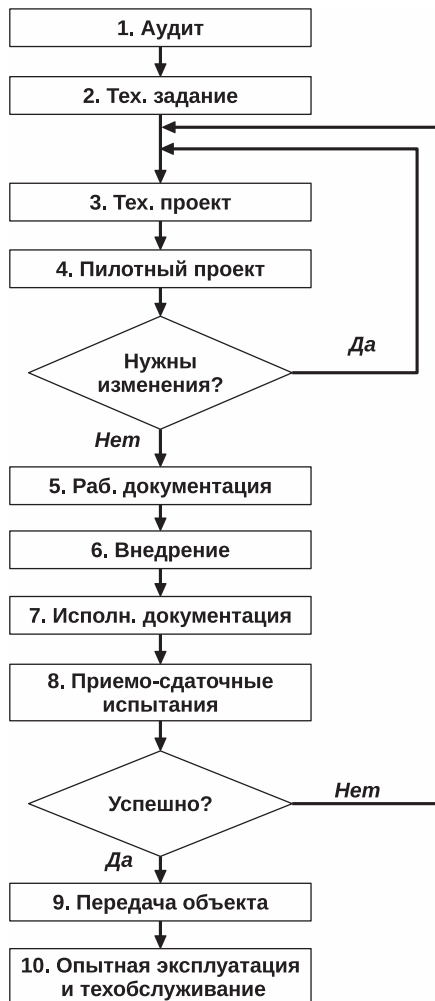 1. Аудит
2. Тех. задание
3. Тех. проект
4. Пилотный проект
Нужны
изменения?
Да
Нет
5. Раб. документация
6. Внедрение
7. Исполн. документация
8. Приемо-сдаточные
испытания
Успешно?
Нет
Да
9. Передача объекта
10. Опытная эксплуатация
и техобслуживание